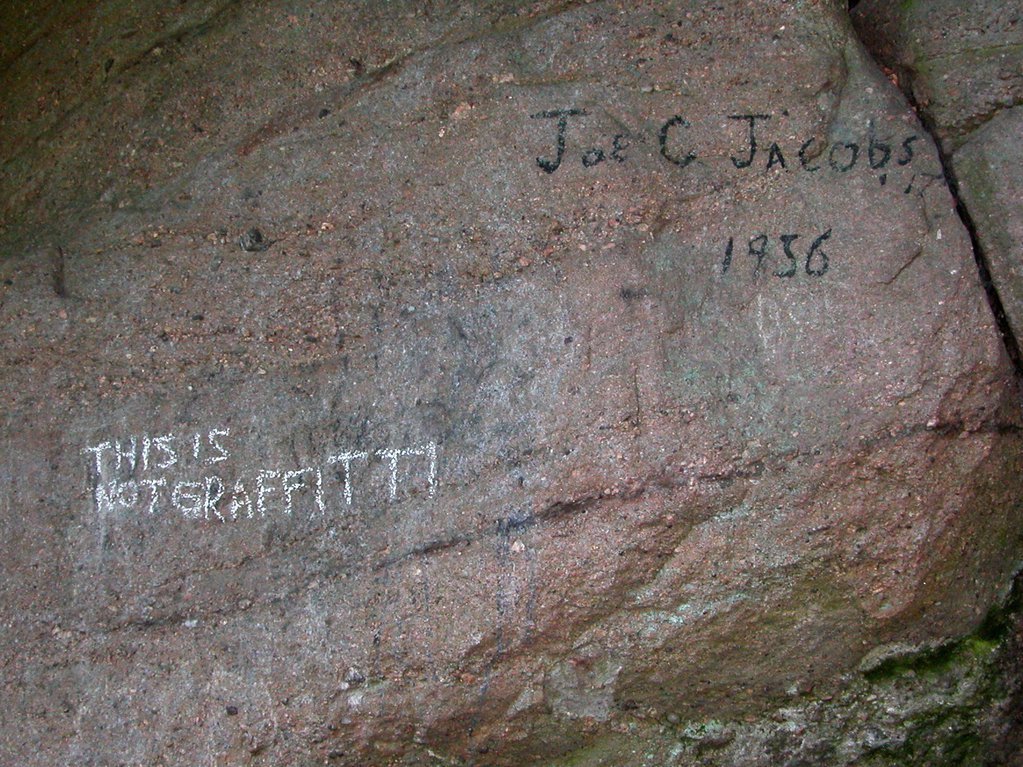 Joe C Jacobs
1956
THIS IS
NOT GRAFFITTI